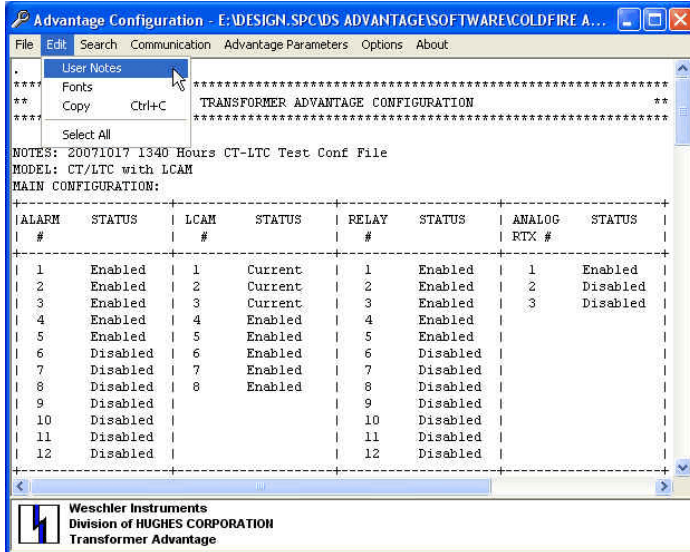 Advantage Configuration - E:\DESIGN.SPC\DS ADVANTAGE\SOFTWARE\COLDFIRE A...
File Edit Search Communication Advantage Parameters Options About
User Notes
Fonts
Copy Ctrl+C
Select All
** TRANSFORMER ADVANTAGE CONFIGURATION **
NOTES: 20071017 1340 Hours CT-LTC Test Conf File
MODEL: CT/LTC with LCAM
MAIN CONFIGURATION:
|ALARM STATUS | LCAM STATUS | RELAY STATUS | ANALOG STATUS |
| # | # | # | RTX # |
| 1 Enabled | 1 Current | 1 Enabled | 1 Enabled |
| 2 Enabled | 2 Current | 2 Enabled | 2 Disabled |
| 3 Enabled | 3 Current | 3 Enabled | 3 Disabled |
| 4 Enabled | 4 Enabled | 4 Enabled | |
| 5 Enabled | 5 Enabled | 5 Enabled | |
| 6 Disabled | 6 Enabled | 6 Disabled | |
| 7 Disabled | 7 Enabled | 7 Disabled | |
| 8 Disabled | 8 Enabled | 8 Disabled | |
| 9 Disabled | | 9 Disabled | |
| 10 Disabled | | 10 Disabled | |
| 11 Disabled | | 11 Disabled | |
| 12 Disabled | | 12 Disabled | |
Weschler Instruments
Division of HUGHES CORPORATION
Transformer Advantage